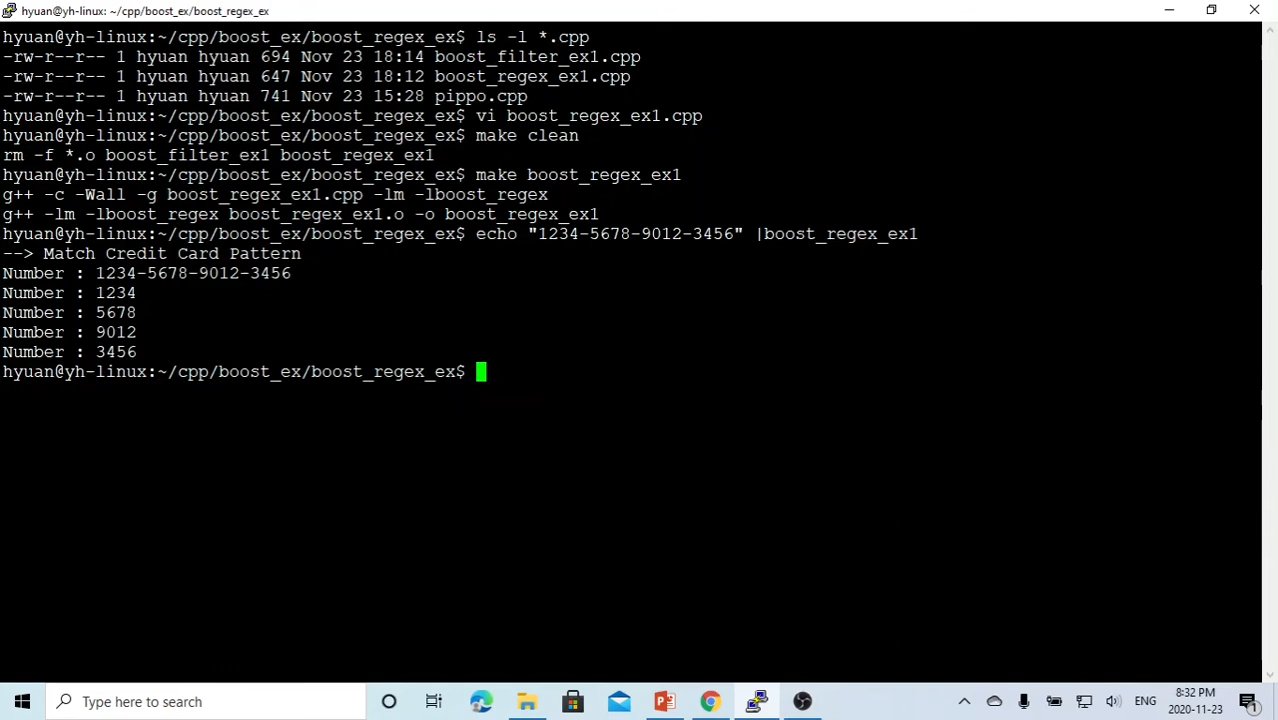 hyuan@yh-linux: ~/cpp/boost_ex/boost_regex_ex
hyuan@yh-linux:~/cpp/boost_ex/boost_regex_ex$ ls -l *.cpp
-rw-r--r-- 1 hyuan hyuan 694 Nov 23 18:14 boost_filter_ex1.cpp
-rw-r--r-- 1 hyuan hyuan 647 Nov 23 18:12 boost_regex_ex1.cpp
-rw-r--r-- 1 hyuan hyuan 741 Nov 23 15:28 pippo.cpp
hyuan@yh-linux:~/cpp/boost_ex/boost_regex_ex$ vi boost_regex_ex1.cpp
hyuan@yh-linux:~/cpp/boost_ex/boost_regex_ex$ make clean
rm -f *.o boost_filter_ex1 boost_regex_ex1
hyuan@yh-linux:~/cpp/boost_ex/boost_regex_ex$ make boost_regex_ex1
g++ -c -Wall -g boost_regex_ex1.cpp -lm -lboost_regex
g++ -lm -lboost_regex boost_regex_ex1.o -o boost_regex_ex1
hyuan@yh-linux:~/cpp/boost_ex/boost_regex_ex$ echo "1234-5678-9012-3456" |boost_regex_ex1
--> Match Credit Card Pattern
Number : 1234-5678-9012-3456
Number : 1234
Number : 5678
Number : 9012
Number : 3456
hyuan@yh-linux:~/cpp/boost_ex/boost_regex_ex$
Type here to search
ENG
8:32 PM
2020-11-23
1